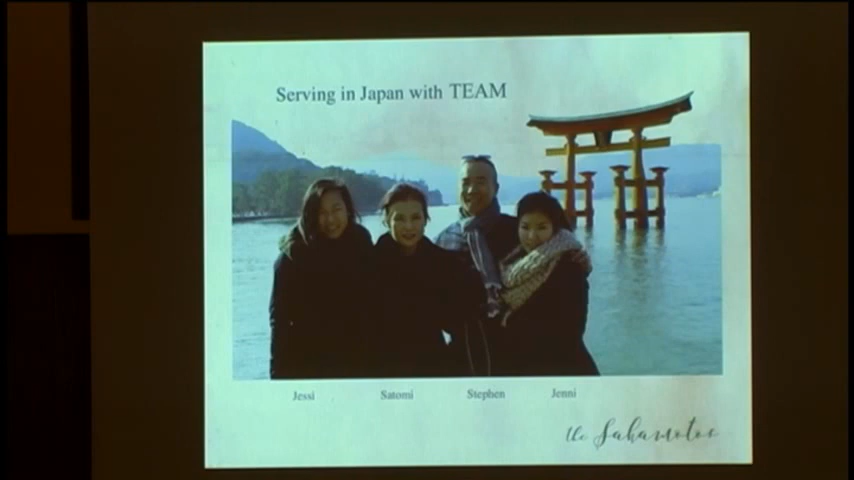 Serving in Japan with TEAM
Jessi Satomi Stephen Jenni
the Sakamotos